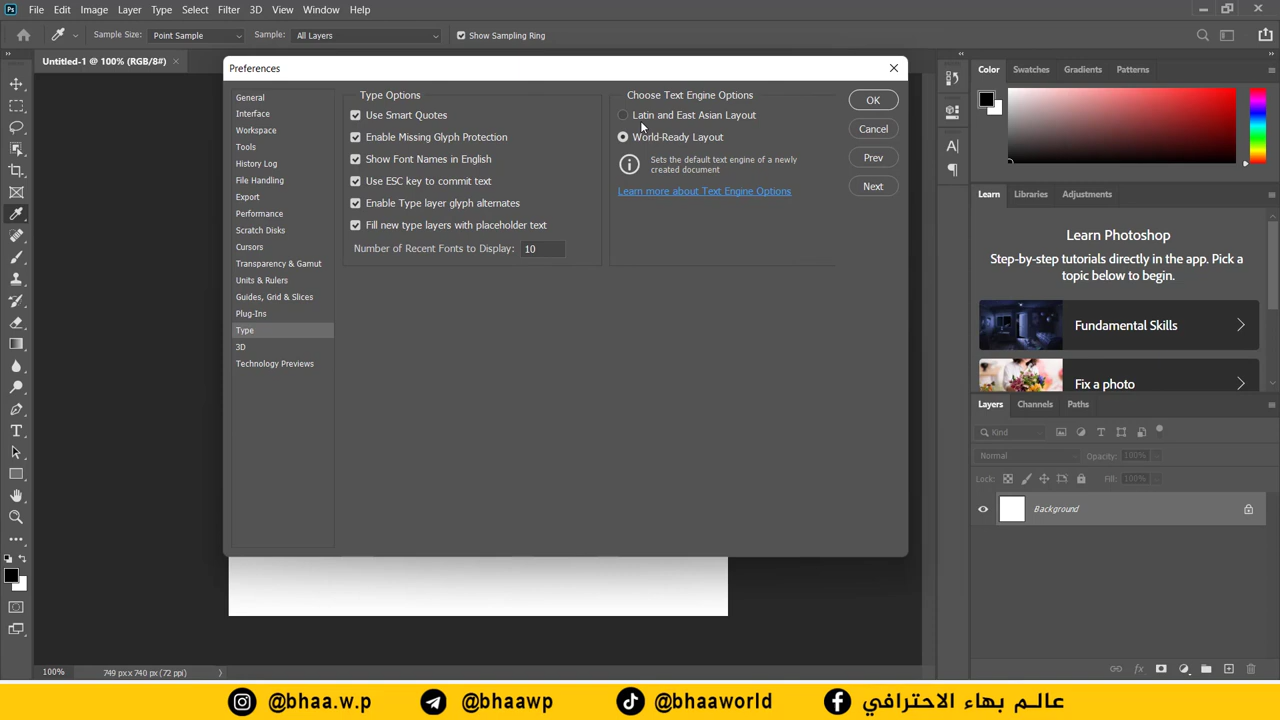 Ps File Edit Image Layer Type Select Filter 3D View Window Help
Sample Size: Point Sample Sample: All Layers Show Sampling Ring
Untitled-1 @ 100% (RGB/8#)
Preferences
General
Interface
Workspace
Tools
History Log
File Handling
Export
Performance
Scratch Disks
Cursors
Transparency & Gamut
Units & Rulers
Guides, Grid & Slices
Plug-Ins
Type
3D
Technology Previews
Type Options
Use Smart Quotes
Enable Missing Glyph Protection
Show Font Names in English
Use ESC key to commit text
Enable Type layer glyph alternates
Fill new type layers with placeholder text
Number of Recent Fonts to Display: 10
Choose Text Engine Options
Latin and East Asian Layout
World-Ready Layout
Sets the default text engine of a newly
created document
Learn more about Text Engine Options
OK
Cancel
Prev
Next
Color Swatches Gradients Patterns
Learn Libraries Adjustments
Learn Photoshop
Step-by-step tutorials directly in the app. Pick a
topic below to begin.
Fundamental Skills
Fix a photo
Layers Channels Paths
Kind
Normal Opacity: 100%
Lock: Fill: 100%
Background
100% 749 px x 740 px (72 ppi)
@bhaa.w.p @bhaawp @bhaaworld عالم بهاء الاحترافي